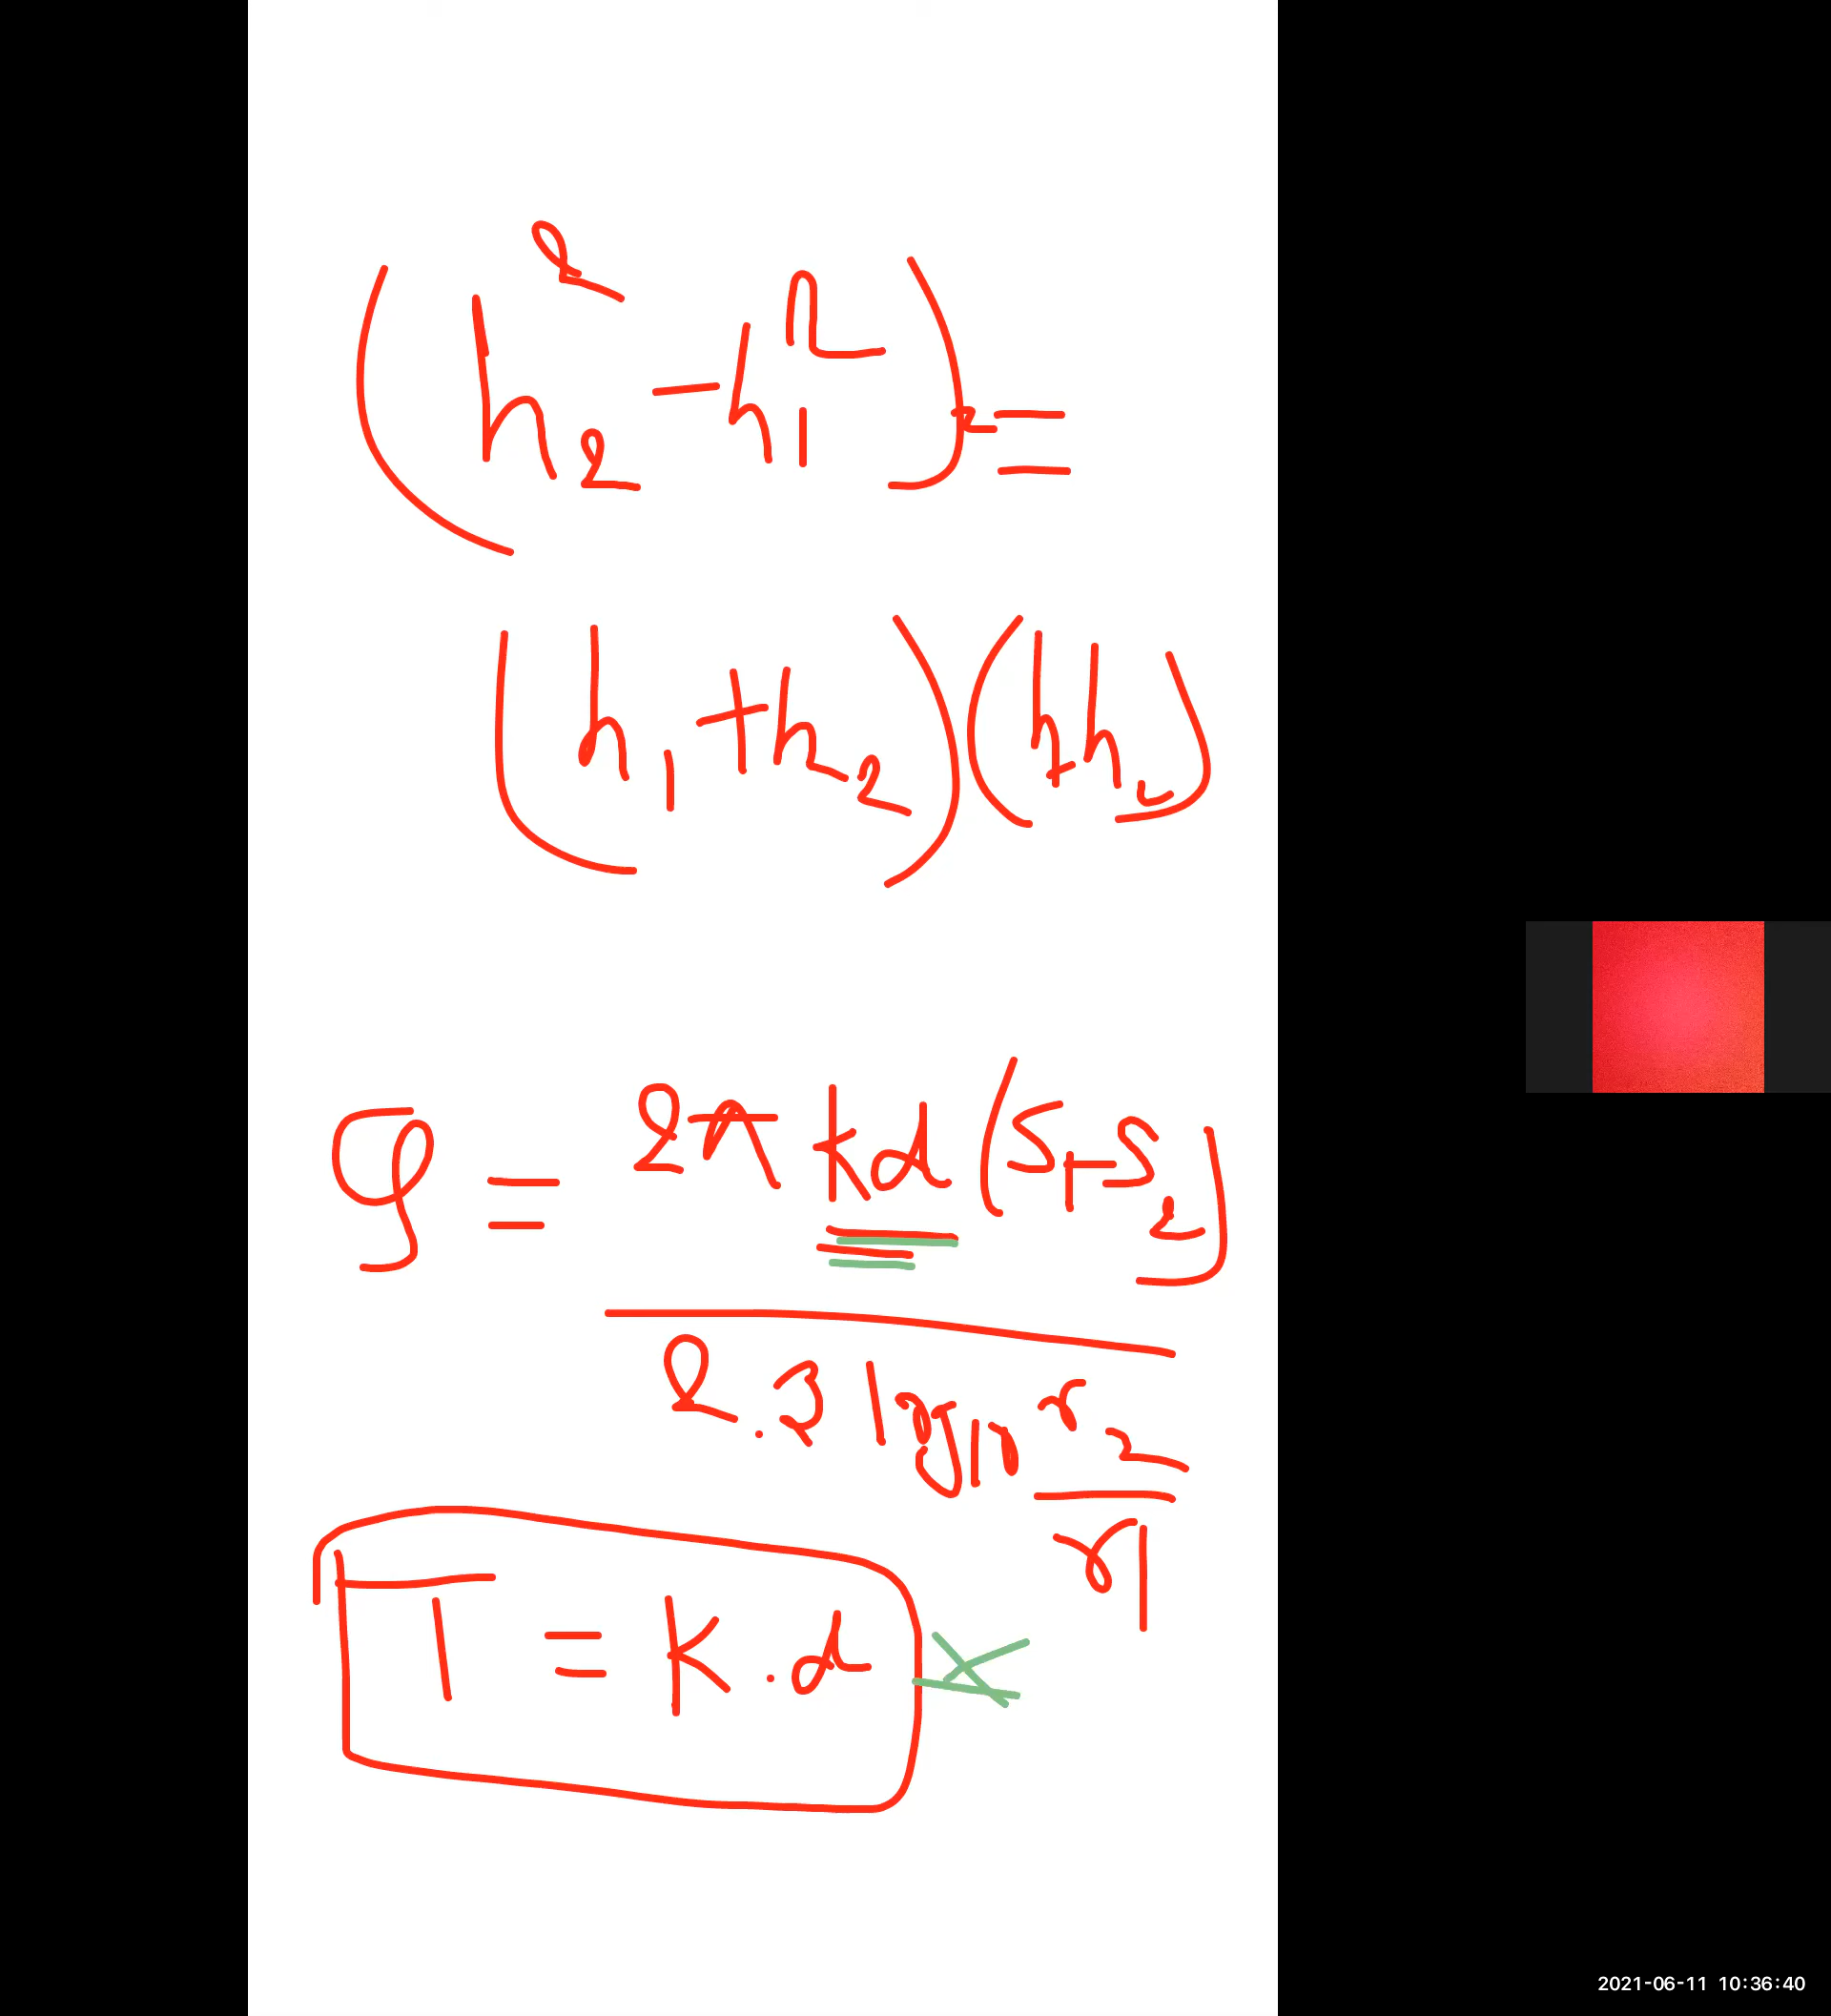 (h₂² - h₁²) =
(h₁ + h₂)(h₁ - h₂)
Q = 2π kd (S₁ - S₂)
2.3 log₁₀ r₂
r₁
T = K . d
2021-06-11 10:36:40